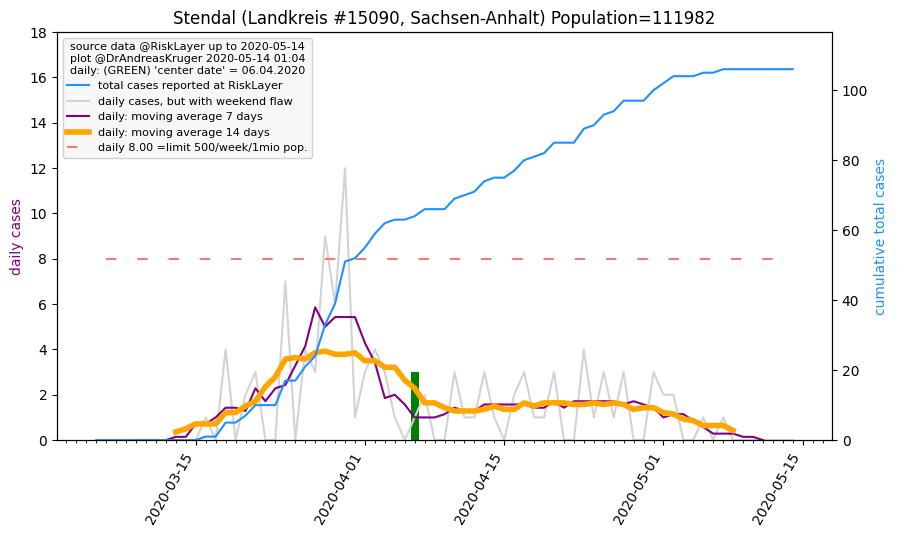 Stendal (Landkreis #15090, Sachsen-Anhalt) Population=111982
source data @RiskLayer up to 2020-05-14
plot @DrAndreasKruger 2020-05-14 01:04
daily: (GREEN) 'center date' = 06.04.2020
total cases reported at RiskLayer
daily cases, but with weekend flaw
daily: moving average 7 days
daily: moving average 14 days
daily 8.00 =limit 500/week/1mio pop.
daily cases
18
16
14
12
10
8
6
4
2
0
100
80
60
40
20
0
cumulative total cases
2020-03-15
2020-04-01
2020-04-15
2020-05-01
2020-05-15